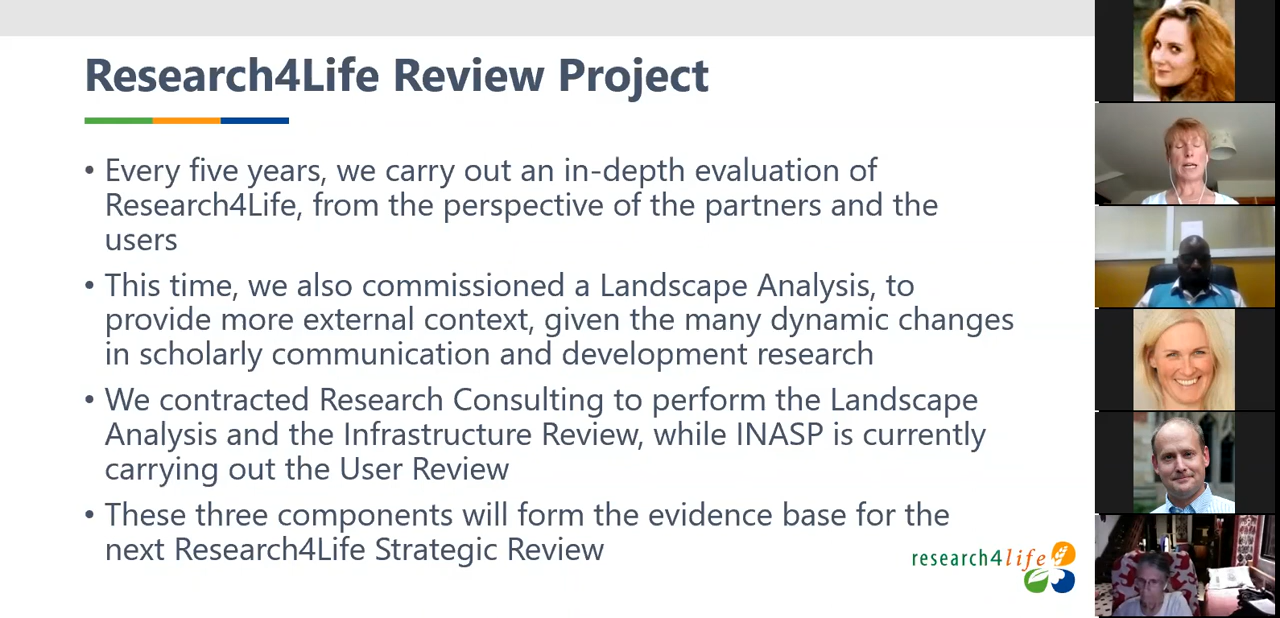 Research4Life Review Project
• Every five years, we carry out an in-depth evaluation of
Research4Life, from the perspective of the partners and the
users
• This time, we also commissioned a Landscape Analysis, to
provide more external context, given the many dynamic changes
in scholarly communication and development research
• We contracted Research Consulting to perform the Landscape
Analysis and the Infrastructure Review, while INASP is currently
carrying out the User Review
• These three components will form the evidence base for the
next Research4Life Strategic Review
research4life